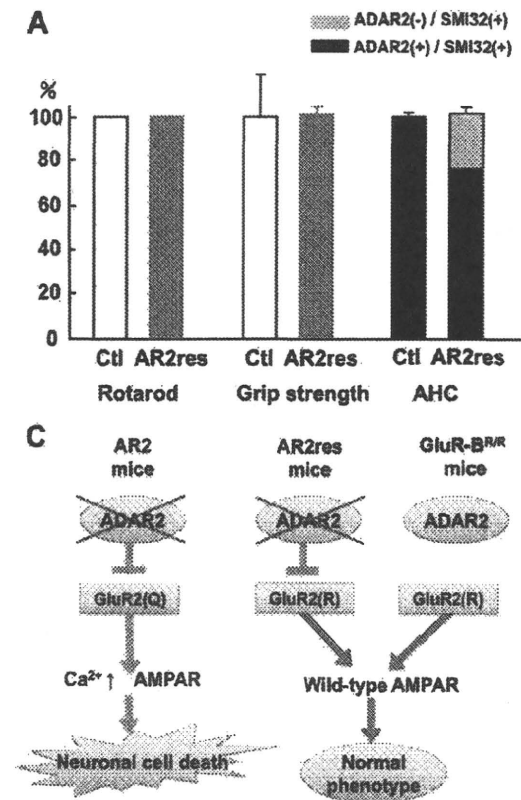 A
ADAR2(-) / SMI32(+)
ADAR2(+) / SMI32(+)
%
100
80
60
40
20
0
Ctl AR2res Ctl AR2res Ctl AR2res
Rotarod Grip strength AHC
C
AR2 mice
AR2res mice
GluR-B^R/R mice
ADAR2 ADAR2 ADAR2
GluR2(Q) GluR2(R) GluR2(R)
Ca²⁺ ↑ AMPAR Wild-type AMPAR
Neuronal cell death
Normal
phenotype